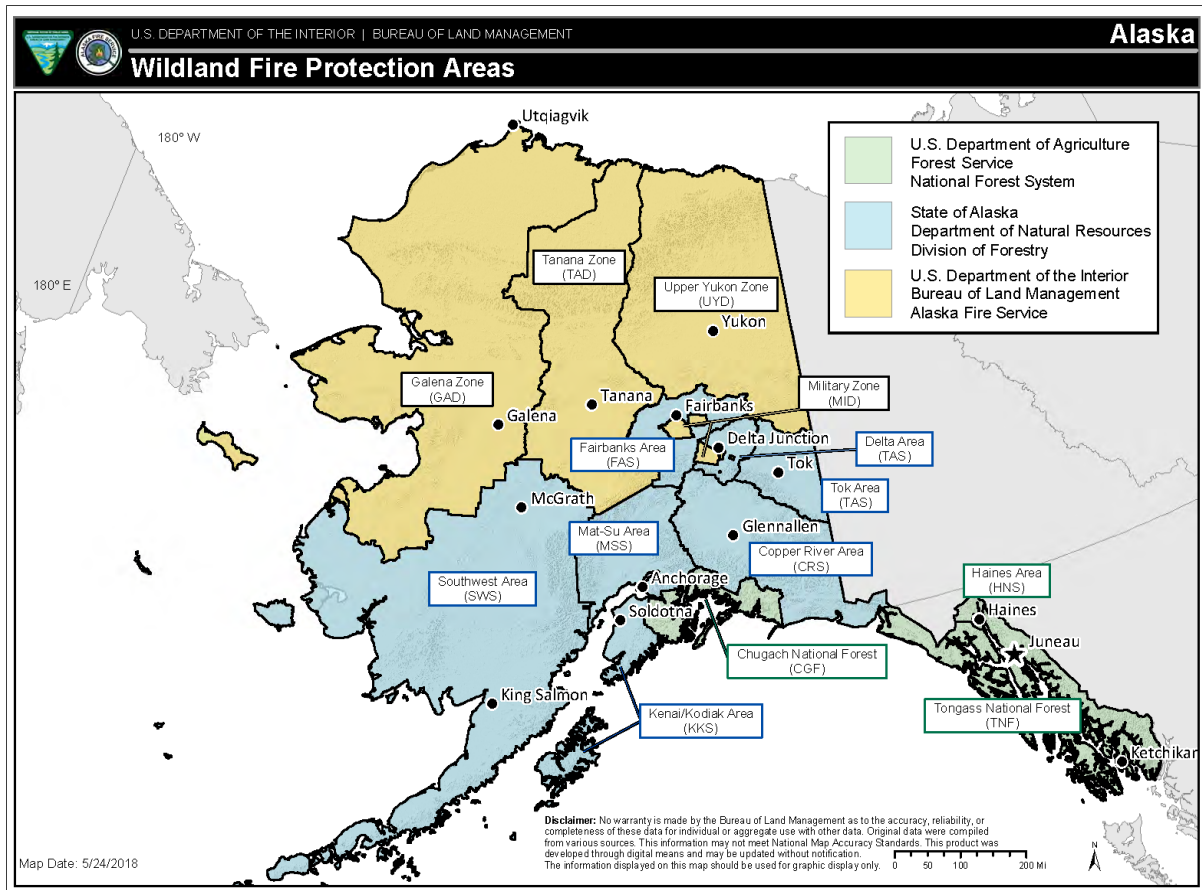 U.S. DEPARTMENT OF THE INTERIOR | BUREAU OF LAND MANAGEMENT
Alaska
Wildland Fire Protection Areas
Utqiagvik
180° W
180° E
U.S. Department of Agriculture
Forest Service
National Forest System
State of Alaska
Department of Natural Resources
Division of Forestry
U.S. Department of the Interior
Bureau of Land Management
Alaska Fire Service
Tanana Zone
(TAD)
Upper Yukon Zone
(UYD)
Yukon
Galena Zone
(GAD)
Galena
Tanana
Military Zone
(MID)
Fairbanks
Fairbanks Area
(FAS)
Delta Junction
Delta Area
(TAS)
Tok
Tok Area
(TAS)
McGrath
Mat-Su Area
(MSS)
Glennallen
Copper River Area
(CRS)
Southwest Area
(SWS)
Anchorage
Soldotna
Haines Area
(HNS)
Haines
Juneau
Chugach National Forest
(CGF)
King Salmon
Kenai/Kodiak Area
(KKS)
Tongass National Forest
(TNF)
Ketchikan
Disclaimer: No warranty is made by the Bureau of Land Management as to the accuracy, reliability, or
completeness of these data for individual or aggregate use with other data. Original data were compiled
from various sources. This information may not meet National Map Accuracy Standards. This product was
developed through digital means and may be updated without notification.
The information displayed on this map should be used for graphic display only.
0 50 100 200 Mi
N
Map Date: 5/24/2018